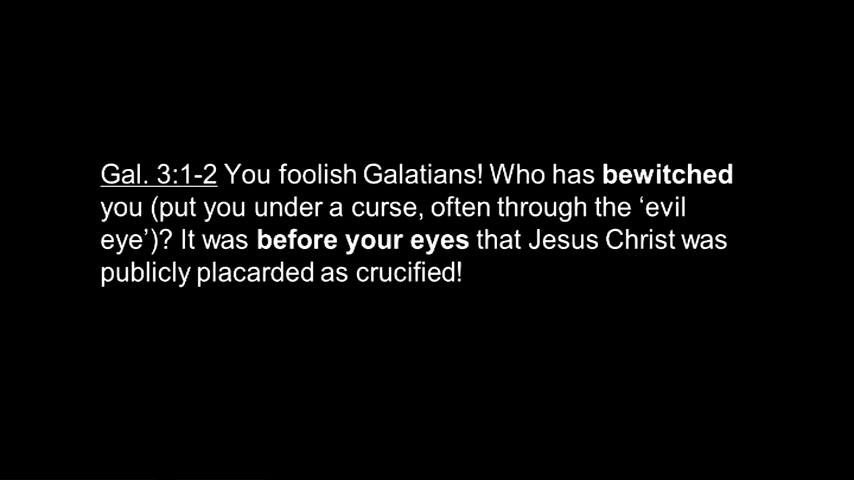 Gal. 3:1-2 You foolish Galatians! Who has bewitched
you (put you under a curse, often through the ‘evil
eye’)? It was before your eyes that Jesus Christ was
publicly placarded as crucified!